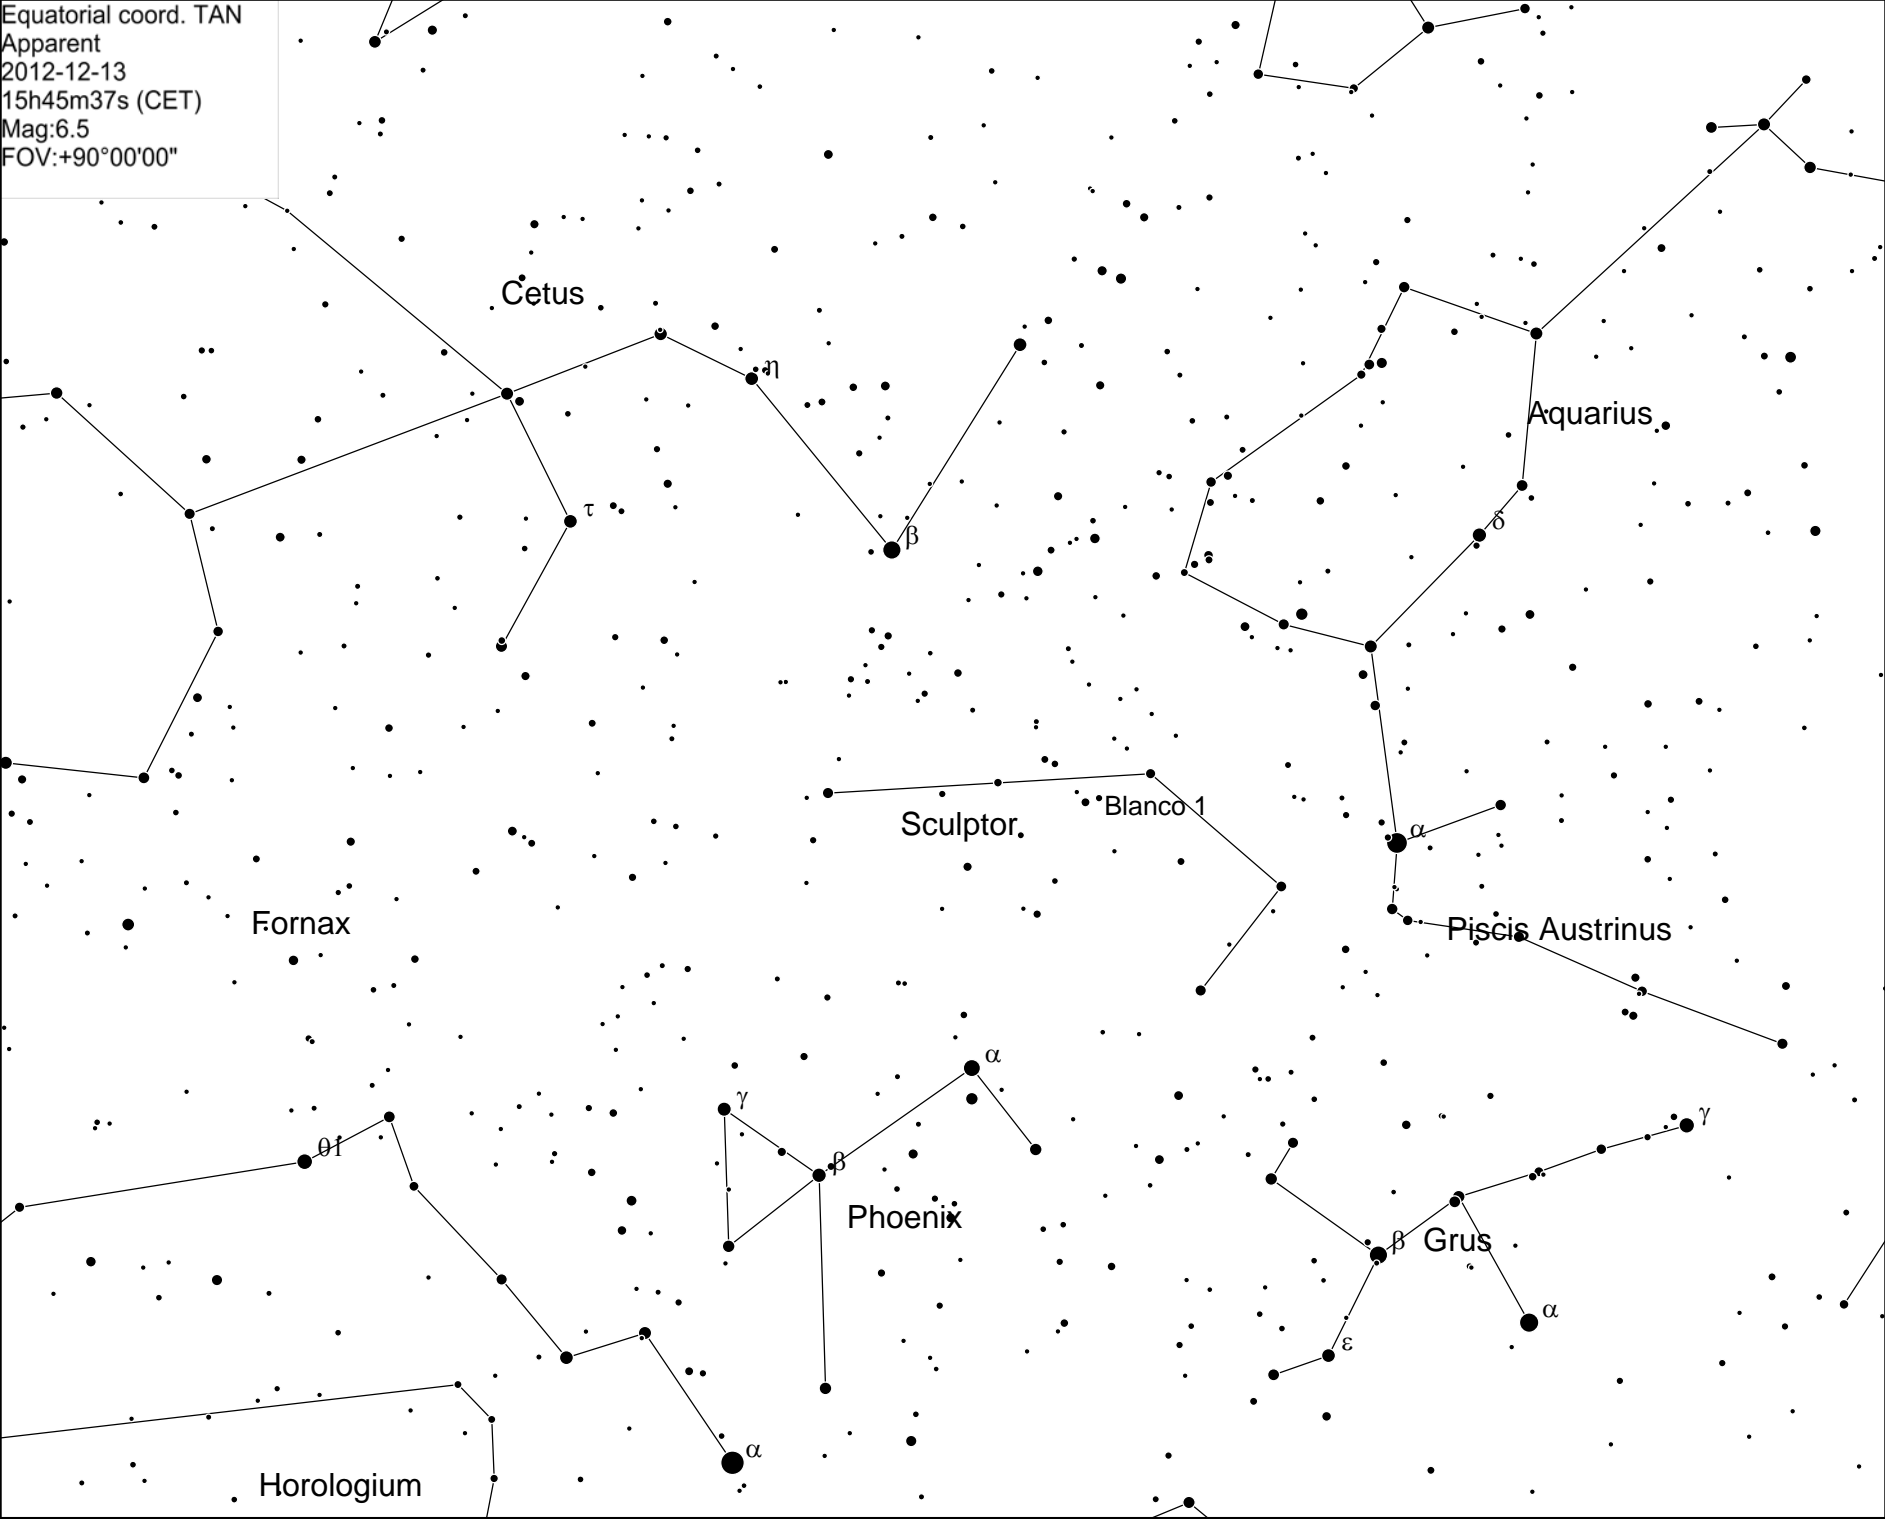 Equatorial coord. TAN
Apparent
2012-12-13
15h45m37s (CET)
Mag:6.5
FOV:+90°00'00"
Cetus
η
Aquarius
τ
δ
β
Blanco 1
Sculptor
α
Fornax
Piscis Austrinus
α
γ
γ
θ1
β
Phoenix
β
Grus
α
ε
α
Horologium